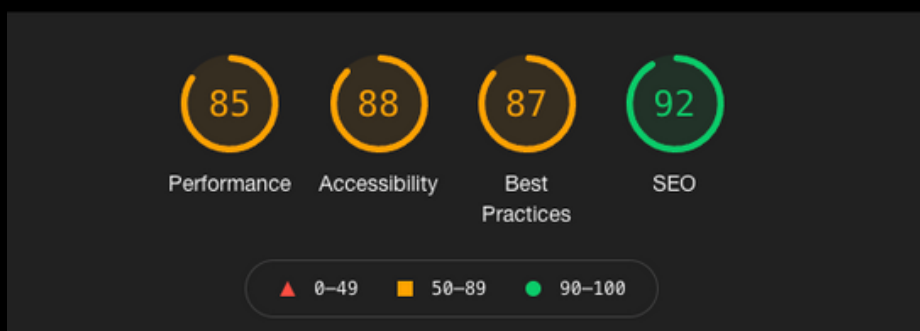 85 88 87 92
Performance Accessibility Best Practices SEO
0–49 50–89 90–100